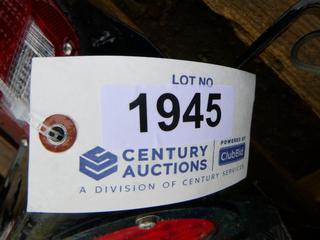 LOT NO
1945
CENTURY
AUCTIONS
POWERED BY
ClubBid
A DIVISION OF CENTURY SERVICES